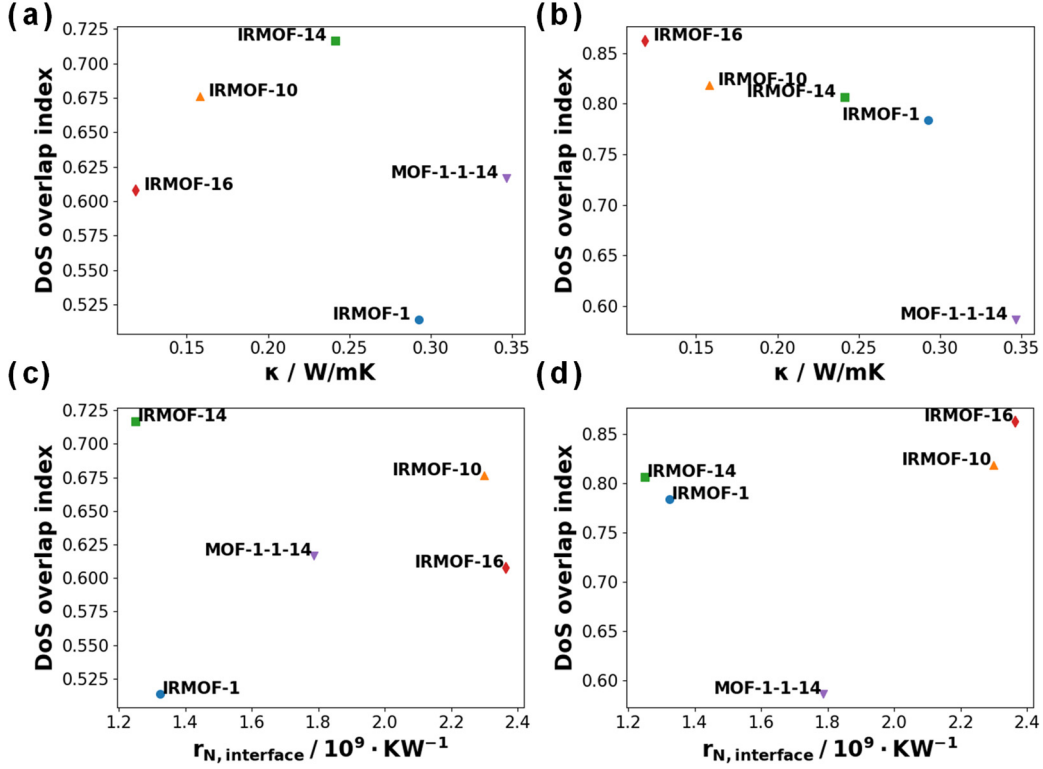 (a)
DoS overlap index
0.725
0.700
0.675
0.650
0.625
0.600
0.575
0.550
0.525
IRMOF-14
IRMOF-10
IRMOF-16
MOF-1-1-14
IRMOF-1
0.15 0.20 0.25 0.30 0.35
κ / W/mK
(b)
DoS overlap index
0.85
0.80
0.75
0.70
0.65
0.60
IRMOF-16
IRMOF-10
IRMOF-14
IRMOF-1
MOF-1-1-14
0.15 0.20 0.25 0.30 0.35
κ / W/mK
(c)
DoS overlap index
0.725
0.700
0.675
0.650
0.625
0.600
0.575
0.550
0.525
IRMOF-14
IRMOF-10
MOF-1-1-14
IRMOF-16
IRMOF-1
1.2 1.4 1.6 1.8 2.0 2.2 2.4
r_N, interface / 10⁹ · KW⁻¹
(d)
DoS overlap index
0.85
0.80
0.75
0.70
0.65
0.60
IRMOF-16
IRMOF-10
IRMOF-14
IRMOF-1
MOF-1-1-14
1.2 1.4 1.6 1.8 2.0 2.2 2.4
r_N, interface / 10⁹ · KW⁻¹